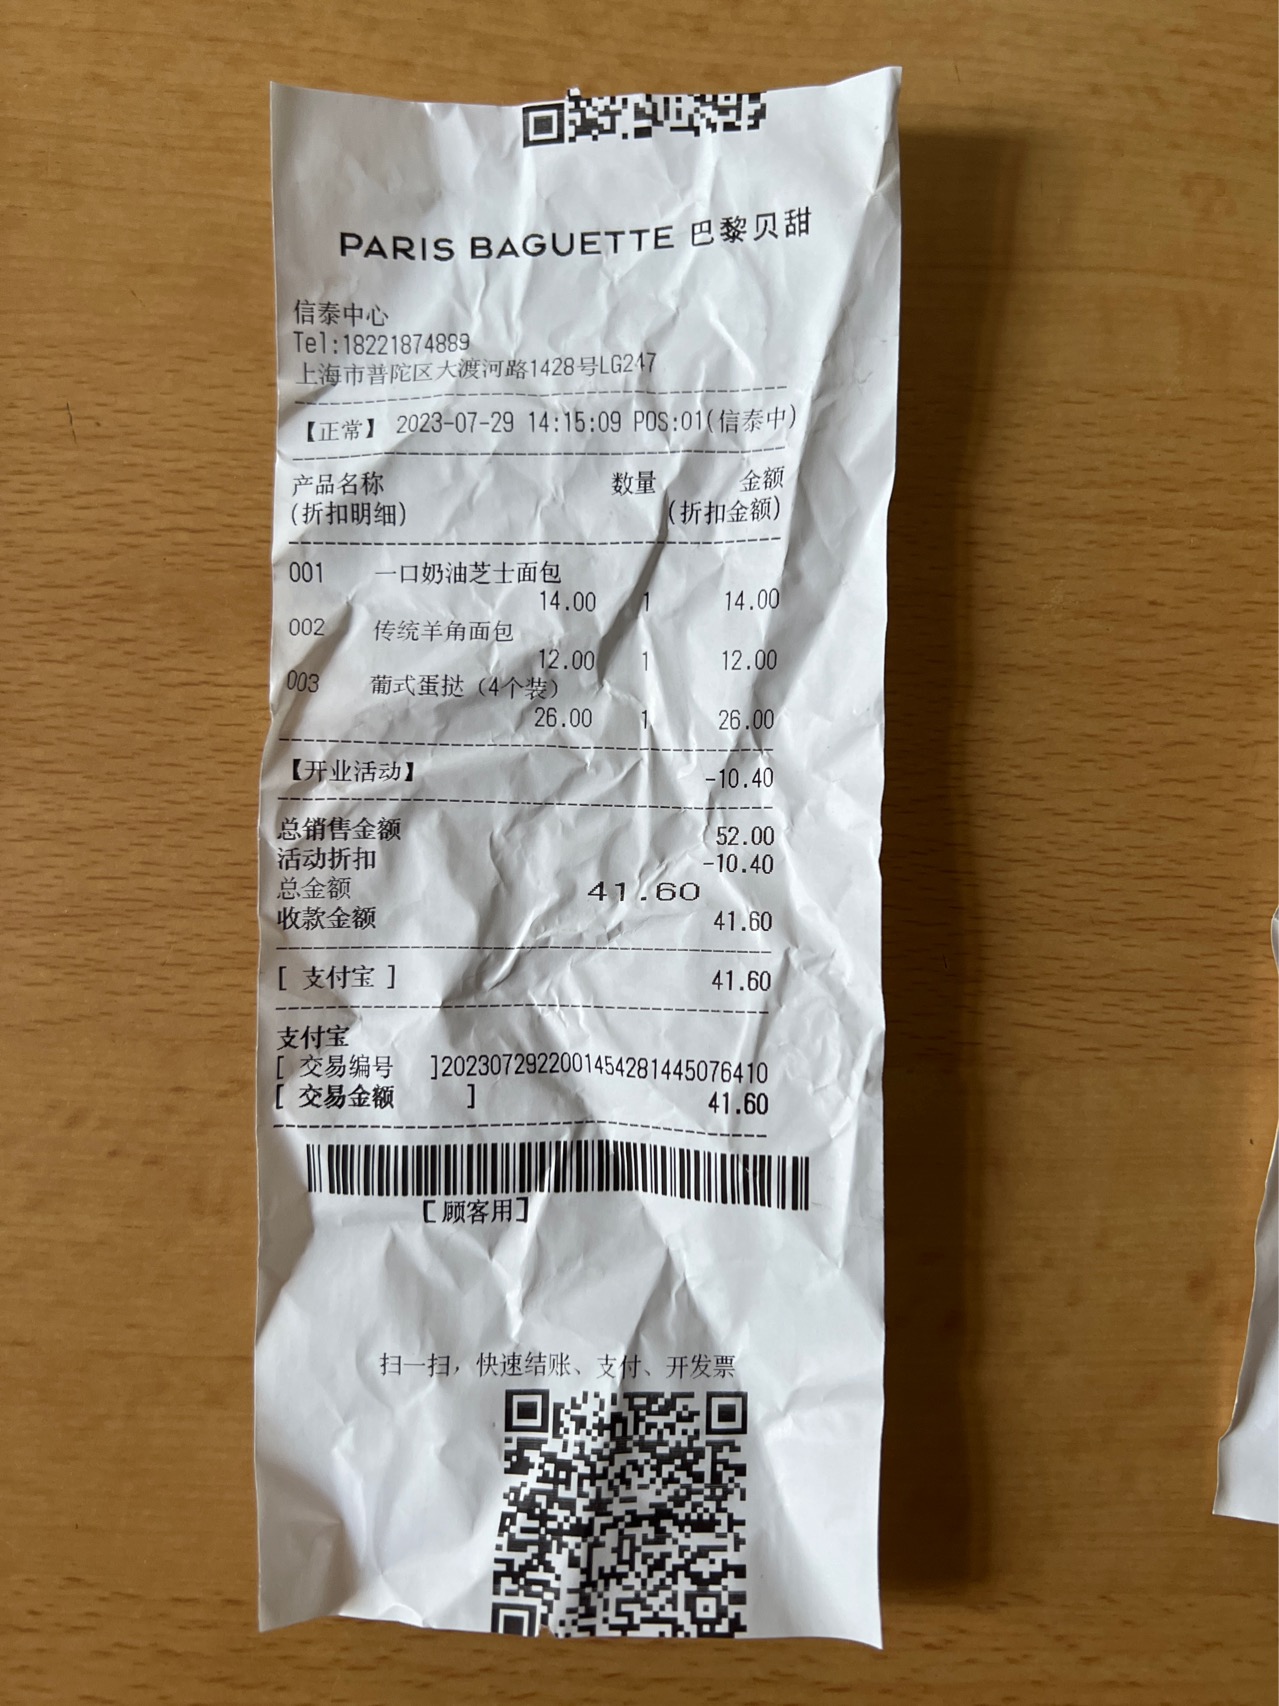 PARIS BAGUETTE 巴黎贝甜
信泰中心
Tel:18221874889
上海市普陀区大渡河路1428号LG247
【正常】 2023-07-29 14:15:09 POS:01(信泰中)
产品名称 数量 金额
(折扣明细) (折扣金额)
001 一口奶油芝士面包
14.00 1 14.00
002 传统羊角面包
12.00 1 12.00
003 葡式蛋挞（4个装）
26.00 1 26.00
【开业活动】 -10.40
总销售金额 52.00
活动折扣 -10.40
总金额 41.60
收款金额 41.60
[ 支付宝 ] 41.60
支付宝
[ 交易编号 ]2023072922001454281445076410
[ 交易金额 ] 41.60
[顾客用]
扫一扫，快速结账、支付、开发票